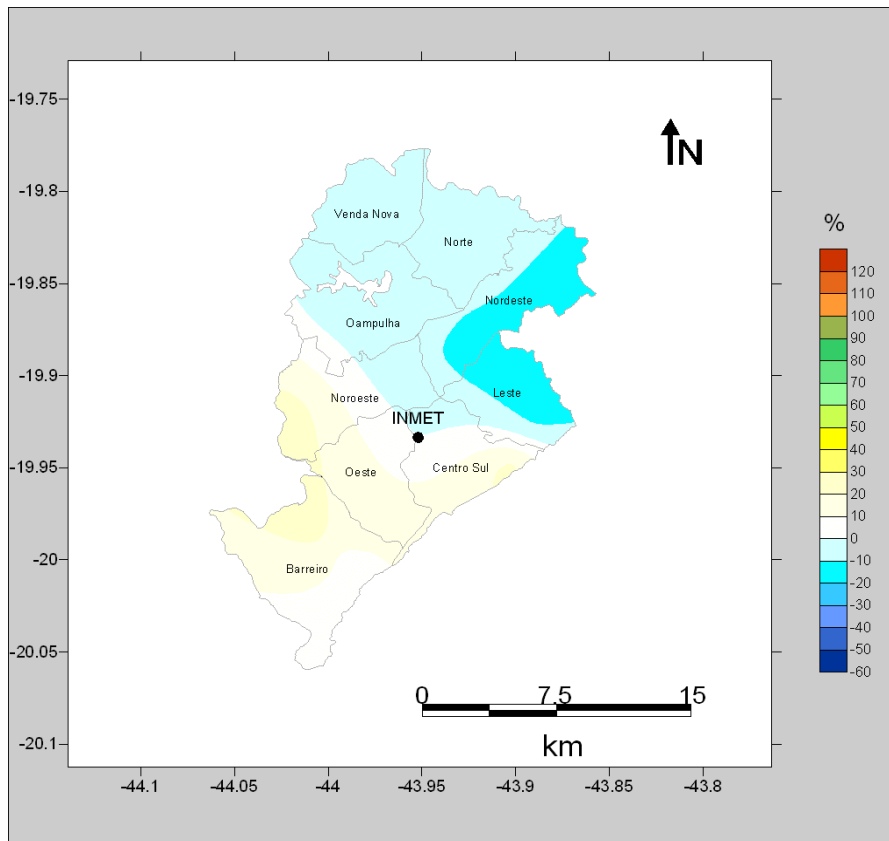 -19.75
N
-19.8
Venda Nova
%
Norte
-19.85
120
Nordeste
110
Oampulha
100
90
80
-19.9
70
Leste
Noroeste
60
INMET
50
-19.95
40
Oeste
Centro Sul
30
20
10
-20
0
Barreiro
-10
-20
-30
-20.05
-40
-50
-60
0 7.5 15
-20.1
km
-44.1 -44.05 -44 -43.95 -43.9 -43.85 -43.8